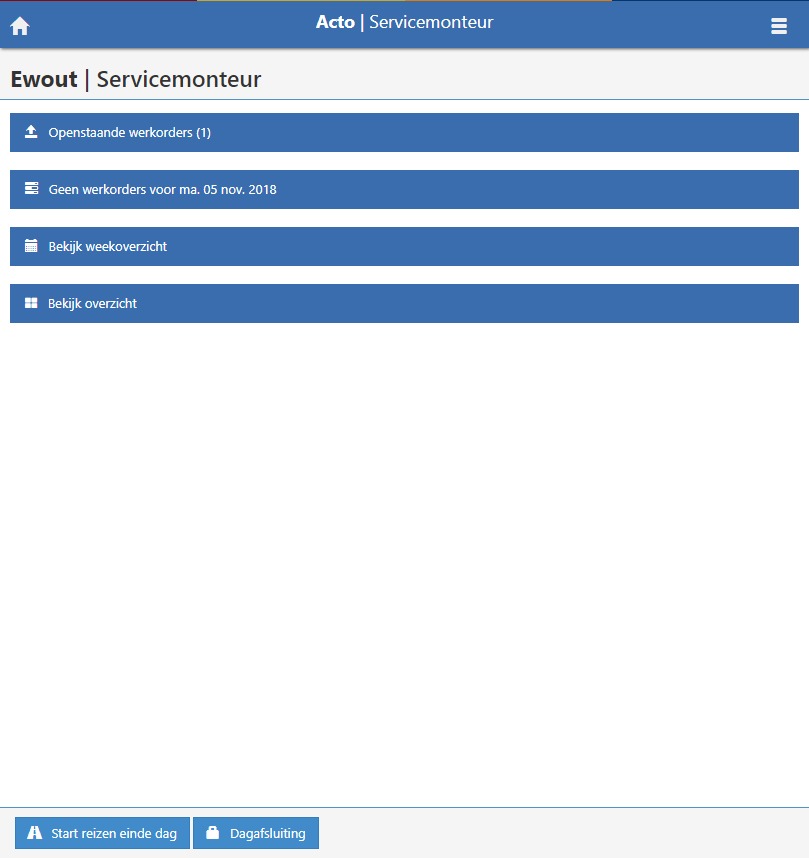 Acto | Servicemonteur
Ewout | Servicemonteur
Openstaande werkorders (1)
Geen werkorders voor ma. 05 nov. 2018
Bekijk weekoverzicht
Bekijk overzicht
Start reizen einde dag
Dagafsluiting